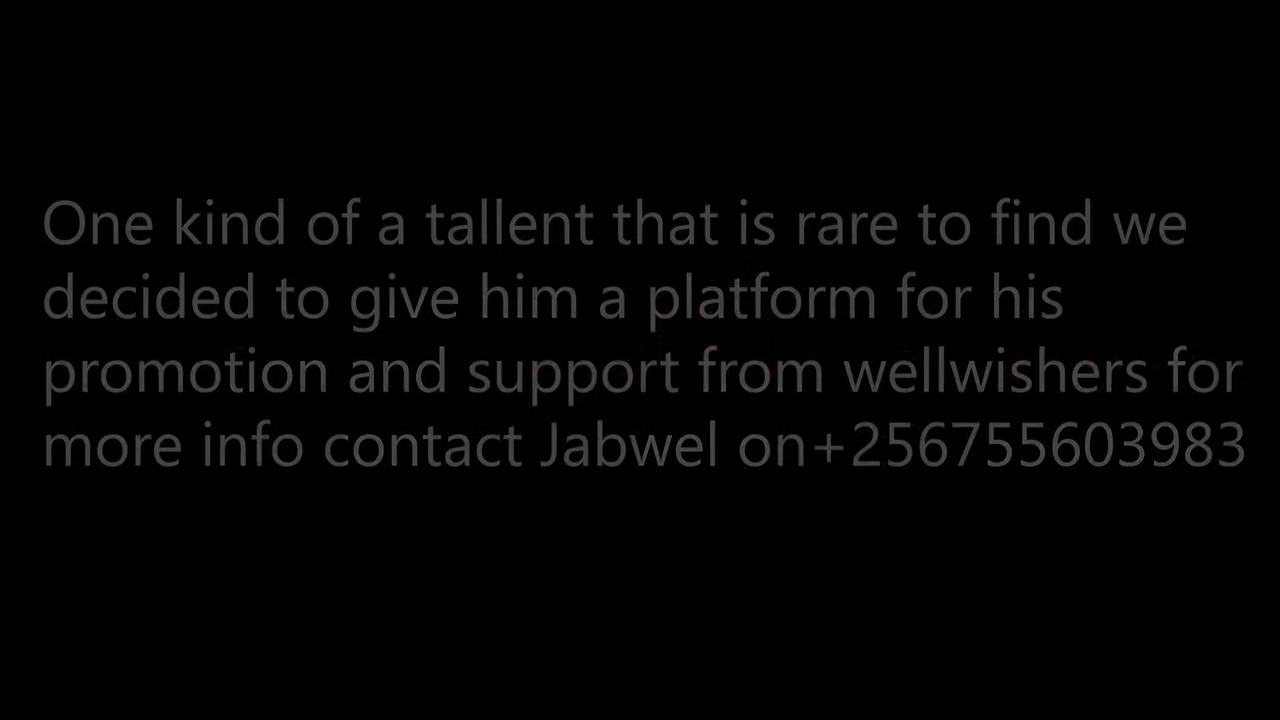 One kind of a tallent that is rare to find we
decided to give him a platform for his
promotion and support from wellwishers for
more info contact Jabwel on+256755603983